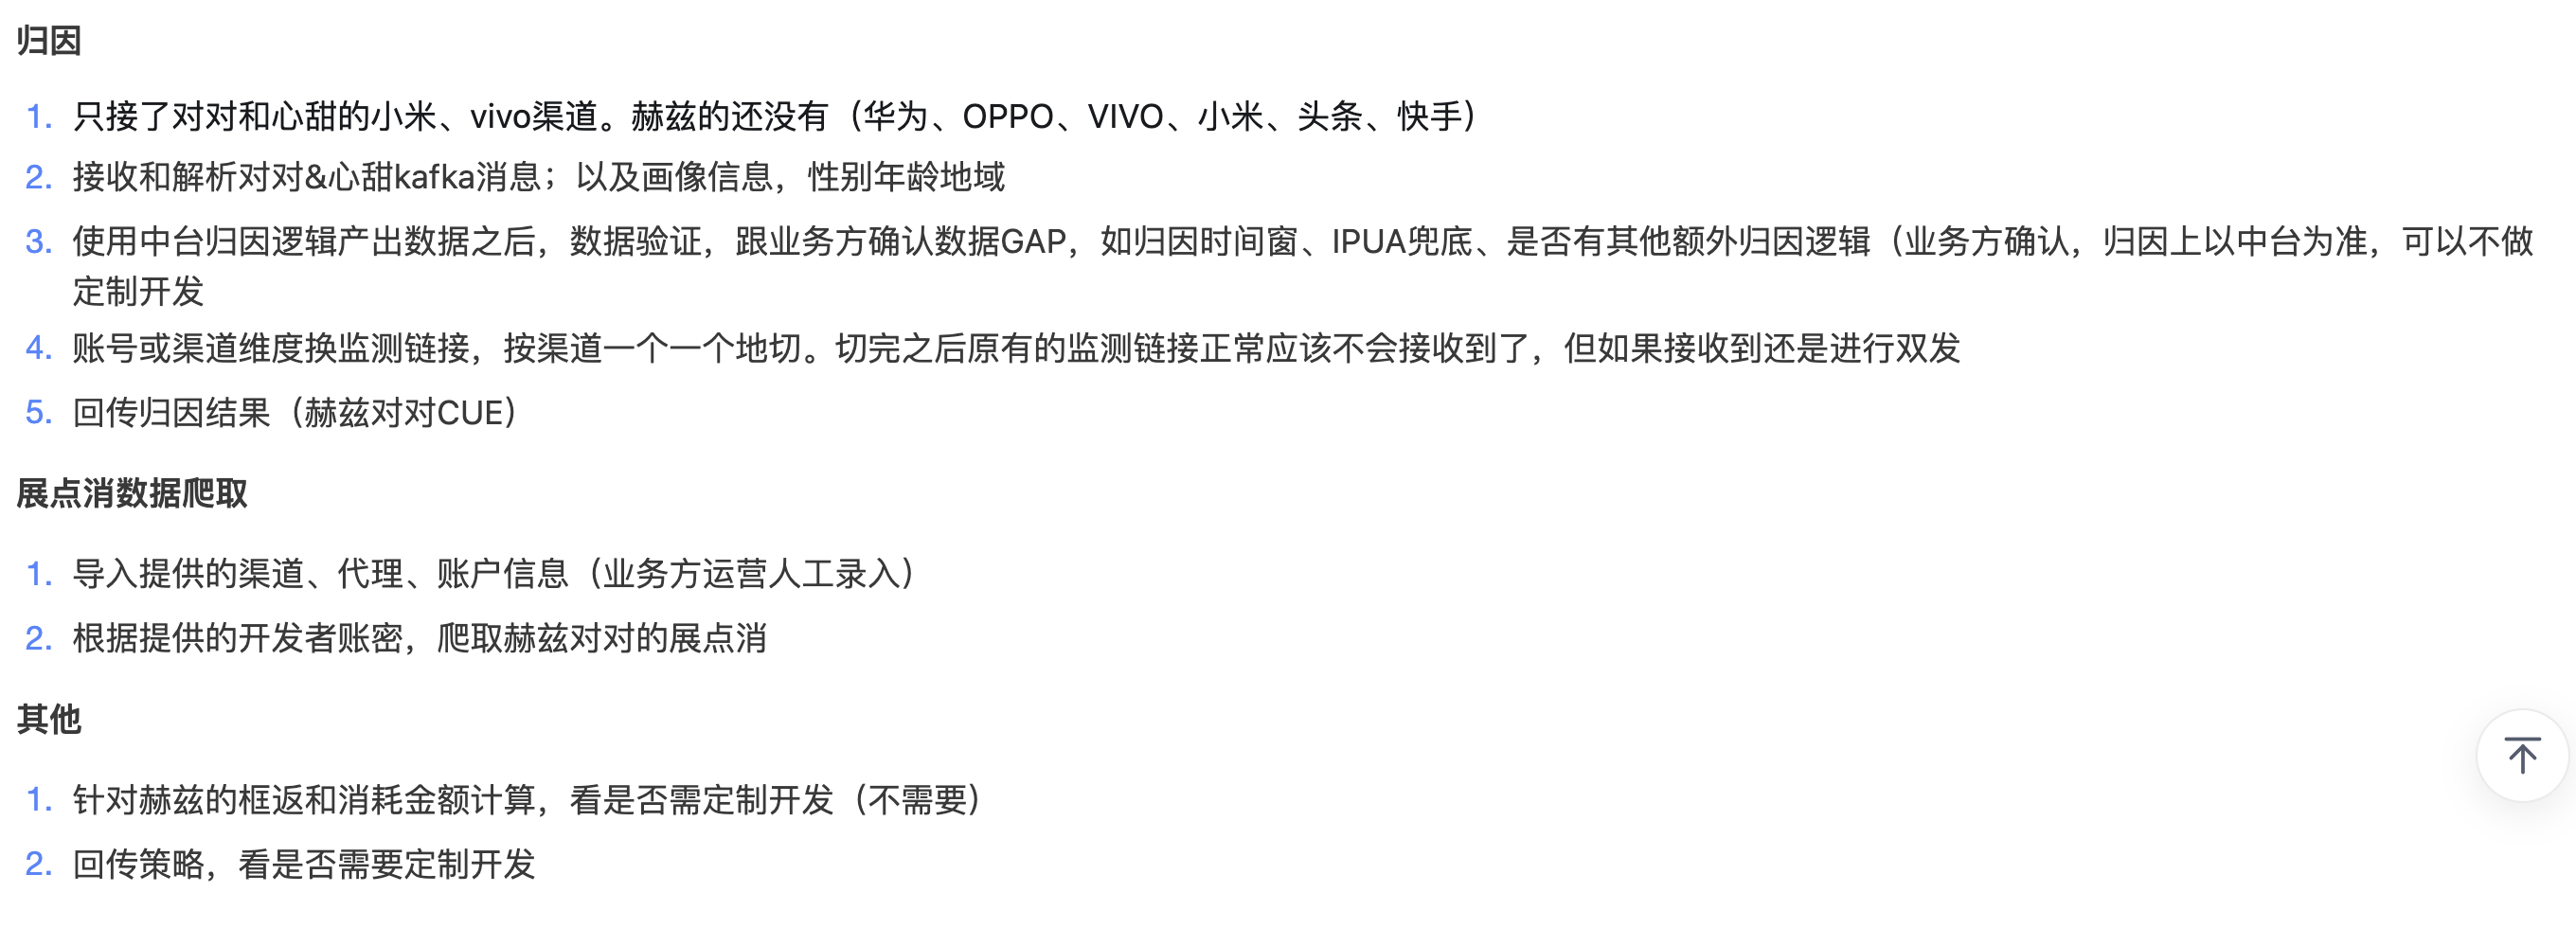 归因
1. 只接了对对和心甜的小米、vivo渠道。赫兹的还没有（华为、OPPO、VIVO、小米、头条、快手）
2. 接收和解析对对&心甜kafka消息；以及画像信息，性别年龄地域
3. 使用中台归因逻辑产出数据之后，数据验证，跟业务方确认数据GAP，如归因时间窗、IPUA兜底、是否有其他额外归因逻辑（业务方确认，归因上以中台为准，可以不做
定制开发
4. 账号或渠道维度换监测链接，按渠道一个一个地切。切完之后原有的监测链接正常应该不会接收到了，但如果接收到还是进行双发
5. 回传归因结果（赫兹对对CUE）
展点消数据爬取
1. 导入提供的渠道、代理、账户信息（业务方运营人工录入）
2. 根据提供的开发者账密，爬取赫兹对对的展点消
其他
1. 针对赫兹的框返和消耗金额计算，看是否需定制开发（不需要）
2. 回传策略，看是否需要定制开发